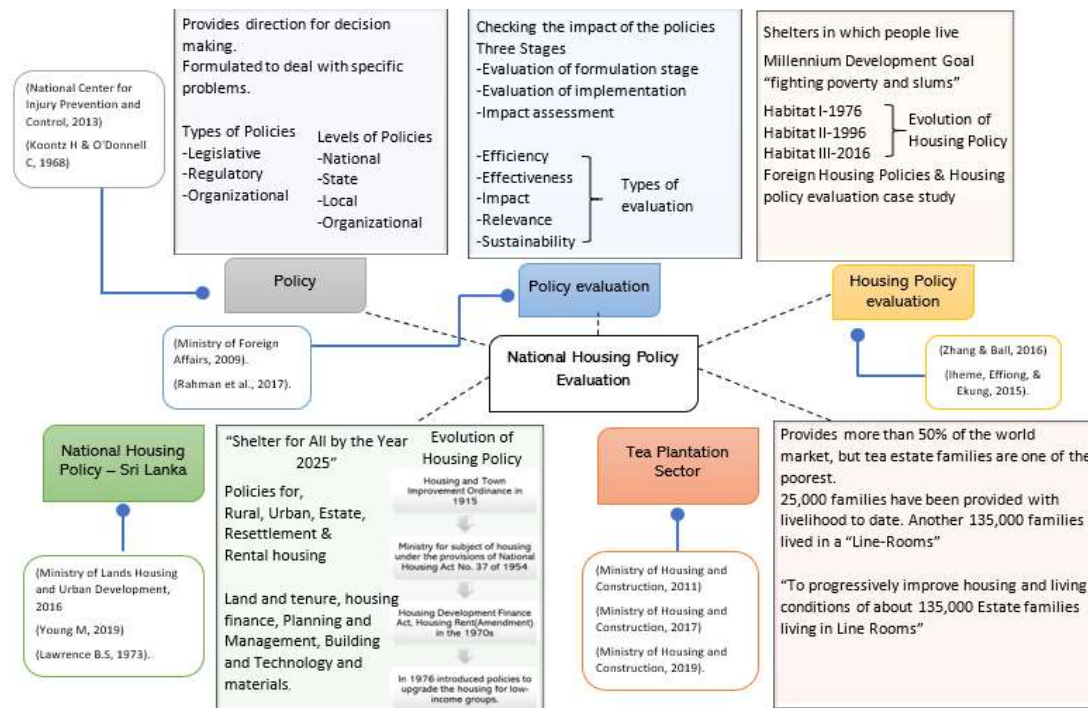 Provides direction for decision
making.
Formulated to deal with specific
problems.
Types of Policies
-Legislative
-Regulatory
-Organizational
Levels of Policies
-National
-State
-Local
-Organizational
Checking the impact of the policies
Three Stages
-Evaluation of formulation stage
-Evaluation of implementation
-Impact assessment
-Efficiency
-Effectiveness
-Impact
-Relevance
-Sustainability
Types of
evaluation
Shelters in which people live
Millennium Development Goal
“fighting poverty and slums”
Habitat I-1976
Habitat II-1996
Habitat III-2016
Evolution of
Housing Policy
Foreign Housing Policies & Housing
policy evaluation case study
(National Center for
Injury Prevention and
Control, 2013)
(Koontz H & O'Donnell
C, 1968)
Policy
Policy evaluation
Housing Policy
evaluation
(Ministry of Foreign
Affairs, 2009).
(Rahman et al., 2017).
National Housing Policy
Evaluation
(Zhang & Ball, 2016)
(Iheme, Effiong, &
Ekung, 2015).
National Housing
Policy – Sri Lanka
“Shelter for All by the Year
2025”
Policies for,
Rural, Urban, Estate,
Resettlement &
Rental housing
Land and tenure, housing
finance, Planning and
Management, Building
and Technology and
materials.
Evolution of
Housing Policy
Housing and Town
Improvement Ordinance in
1915
Ministry for subject of housing
under the provisions of National
Housing Act No. 37 of 1954
Housing Development Finance
Act, Housing Rent(Amendment)
in the 1970s
In 1976 introduced policies to
upgrade the housing for low-
income groups.
Tea Plantation
Sector
Provides more than 50% of the world
market, but tea estate families are one of the
poorest.
25,000 families have been provided with
livelihood to date. Another 135,000 families
lived in a “Line-Rooms”
“To progressively improve housing and living
conditions of about 135,000 Estate families
living in Line Rooms”
(Ministry of Lands Housing
and Urban Development,
2016
(Young M, 2019)
(Lawrence B.S, 1973).
(Ministry of Housing and
Construction, 2011)
(Ministry of Housing and
Construction, 2017)
(Ministry of Housing and
Construction, 2019).